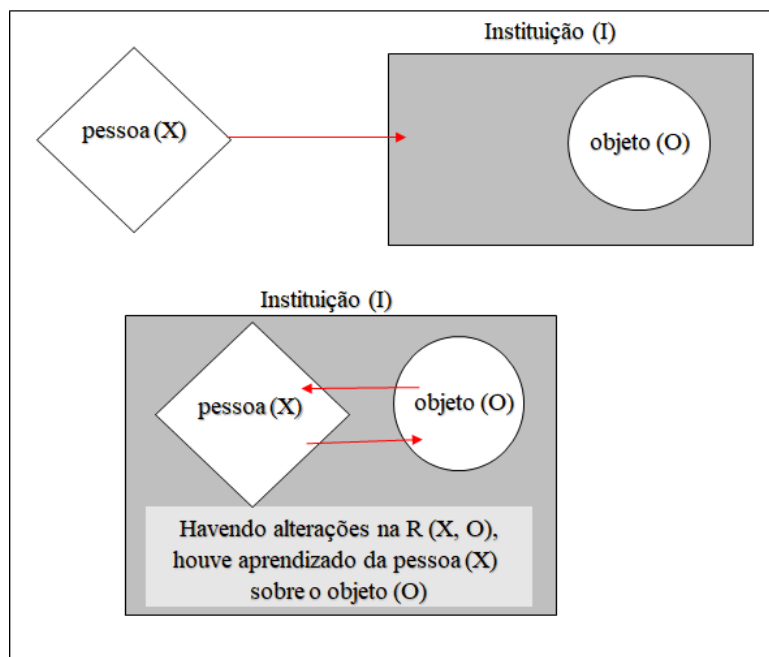 Instituição (I)
pessoa (X)
objeto (O)
Instituição (I)
pessoa (X)
objeto (O)
Havendo alterações na R (X, O),
houve aprendizado da pessoa (X)
sobre o objeto (O)